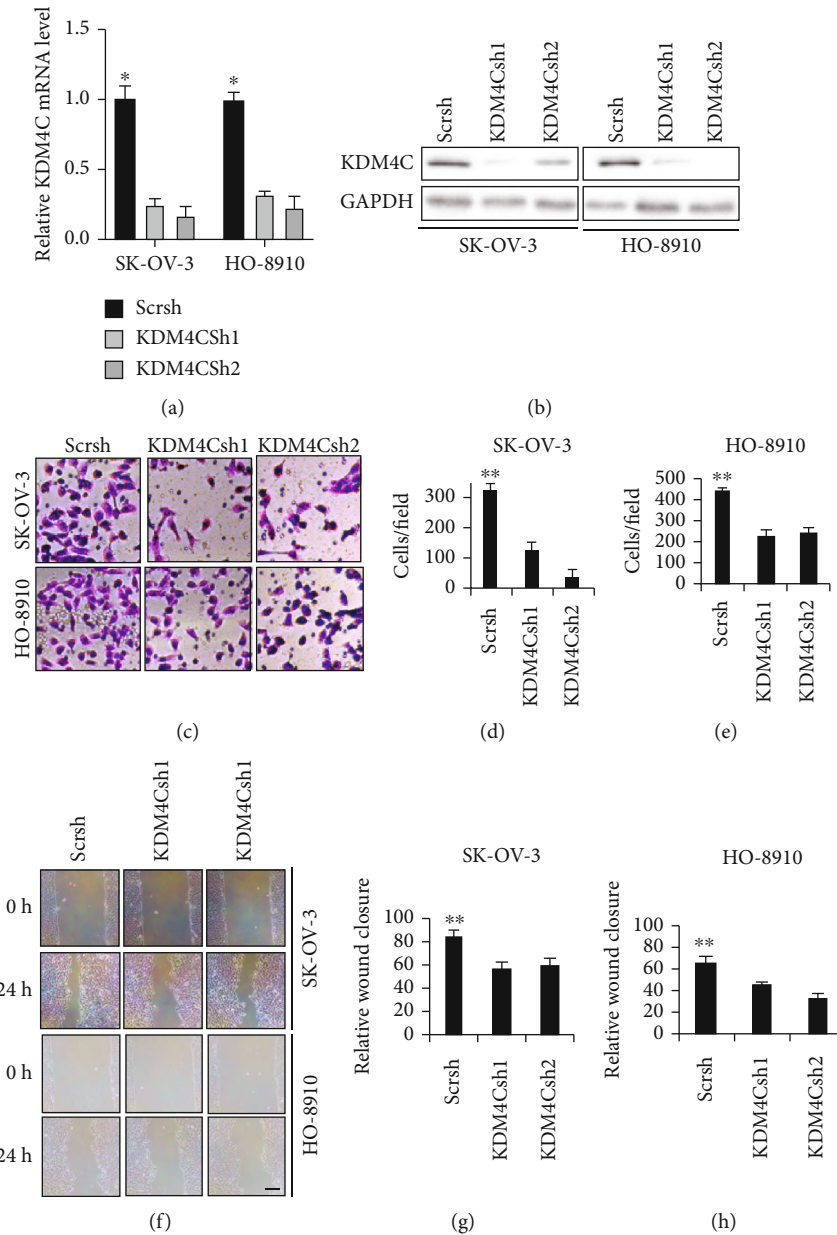 Relative KDM4C mRNA level
1.5
1.0
0.5
0.0
*
*
SK-OV-3
HO-8910
Scrsh
KDM4CSh1
KDM4CSh2
(a)
Scrsh
KDM4Csh1
KDM4Csh2
Scrsh
KDM4Csh1
KDM4Csh2
KDM4C
GAPDH
SK-OV-3
HO-8910
(b)
Scrsh
KDM4Csh1
KDM4Csh2
SK-OV-3
HO-8910
(c)
SK-OV-3
Cells/field
300
200
100
0
**
Scrsh
KDM4Csh1
KDM4Csh2
(d)
HO-8910
Cells/field
500
400
300
200
100
0
**
Scrsh
KDM4Csh1
KDM4Csh2
(e)
Scrsh
KDM4Csh1
KDM4Csh1
0 h
24 h
0 h
24 h
SK-OV-3
HO-8910
(f)
SK-OV-3
Relative wound closure
100
80
60
40
20
0
**
Scrsh
KDM4Csh1
KDM4Csh2
(g)
HO-8910
Relative wound closure
100
80
60
40
20
0
**
Scrsh
KDM4Csh1
KDM4Csh2
(h)